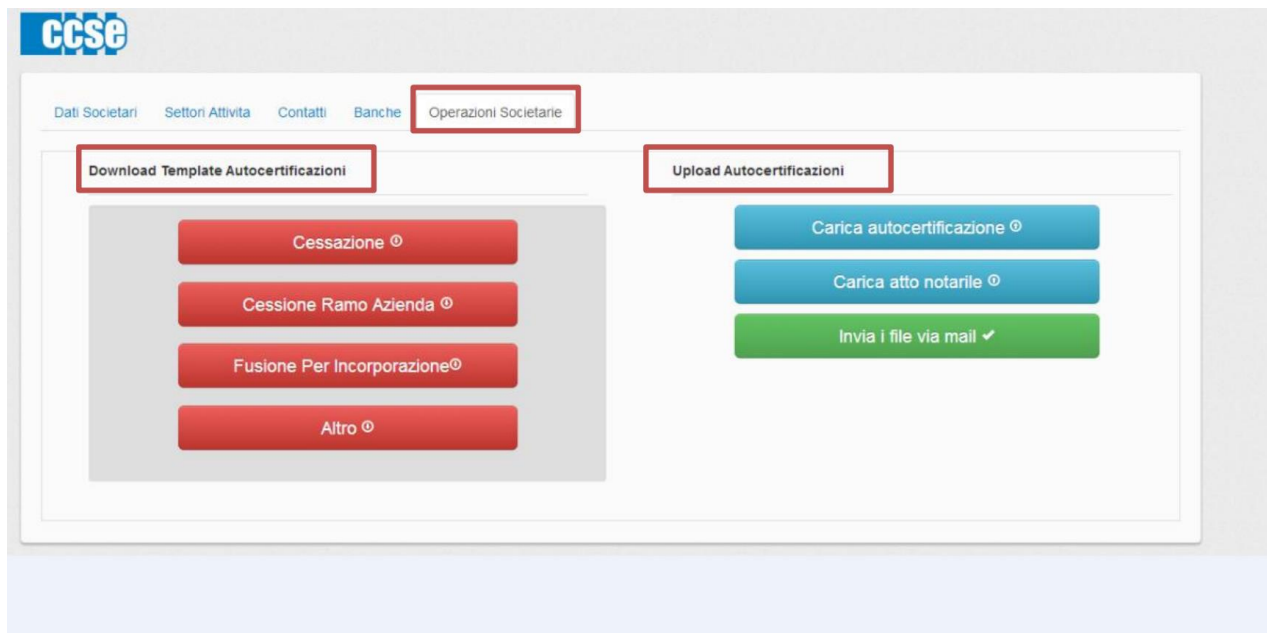 ccse
Dati Societari Settori Attivita Contatti Banche Operazioni Societarie
Download Template Autocertificazioni
Cessazione
Cessione Ramo Azienda
Fusione Per Incorporazione
Altro
Upload Autocertificazioni
Carica autocertificazione
Carica atto notarile
Invia i file via mail ✔